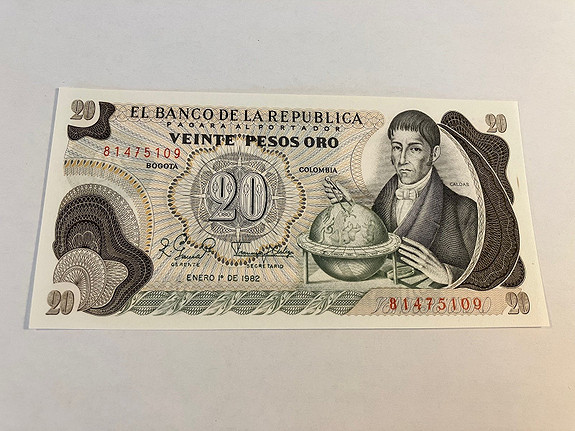 20 EL BANCO DE LA REPUBLICA 20
PAGARA AL PORTADOR
VEINTE PESOS ORO
81475109
BOGOTA COLOMBIA
CALDAS
20
GERENTE SECRETARIO
ENERO 1º DE 1982
20 81475109 20